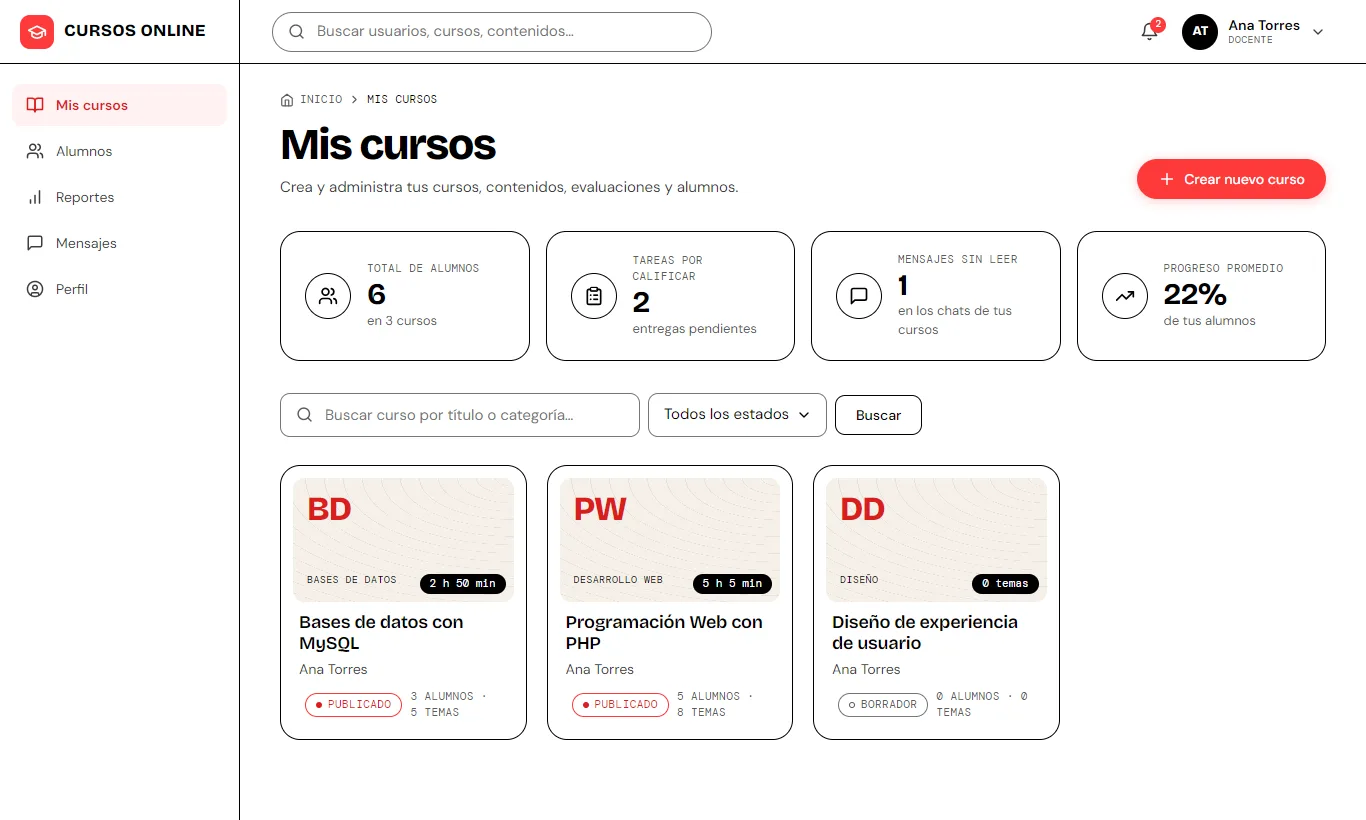 CURSOS ONLINE
Buscar usuarios, cursos, contenidos...
2
AT
Ana Torres
DOCENTE
Mis cursos
Alumnos
Reportes
Mensajes
Perfil
INICIO > MIS CURSOS
Mis cursos
Crea y administra tus cursos, contenidos, evaluaciones y alumnos.
+ Crear nuevo curso
TOTAL DE ALUMNOS
6
en 3 cursos
TAREAS POR
CALIFICAR
2
entregas pendientes
MENSAJES SIN LEER
1
en los chats de tus
cursos
PROGRESO PROMEDIO
22%
de tus alumnos
Buscar curso por título o categoría...
Todos los estados
Buscar
BD
BASES DE DATOS
2 h 50 min
Bases de datos con
MySQL
Ana Torres
PUBLICADO
3 ALUMNOS ·
5 TEMAS
PW
DESARROLLO WEB
5 h 5 min
Programación Web con
PHP
Ana Torres
PUBLICADO
5 ALUMNOS ·
8 TEMAS
DD
DISEÑO
0 temas
Diseño de experiencia
de usuario
Ana Torres
BORRADOR
0 ALUMNOS · 0
TEMAS